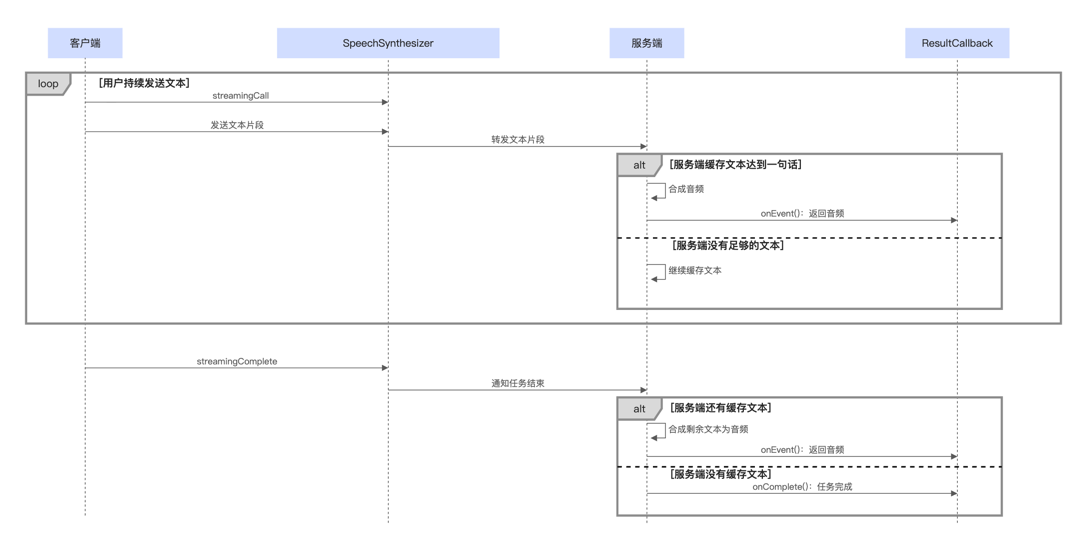 客户端
SpeechSynthesizer
服务端
ResultCallback
loop
[用户持续发送文本]
streamingCall
发送文本片段
转发文本片段
alt
[服务端缓存文本达到一句话]
合成音频
onEvent()：返回音频
[服务端没有足够的文本]
继续缓存文本
streamingComplete
通知任务结束
alt
[服务端还有缓存文本]
合成剩余文本为音频
onEvent()：返回音频
[服务端没有缓存文本]
onComplete()：任务完成